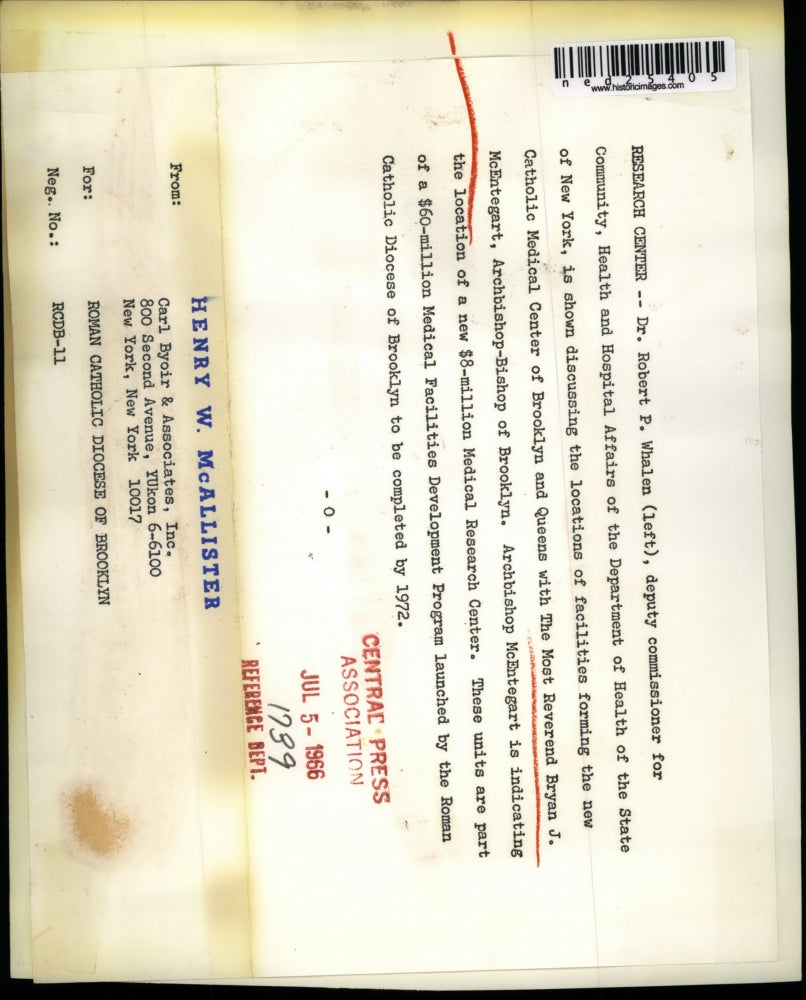 ned25405
www.historicimages.com
RESEARCH CENTER -- Dr. Robert P. Whalen (left), deputy commissioner for
Community, Health and Hospital Affairs of the Department of Health of the State
of New York, is shown discussing the locations of facilities forming the new
Catholic Medical Center of Brooklyn and Queens with The Most Reverend Bryan J.
McEntegart, Archbishop-Bishop of Brooklyn. Archbishop McEntegart is indicating
the location of a new $8-million Medical Research Center. These units are part
of a $60-million Medical Facilities Development Program launched by the Roman
Catholic Diocese of Brooklyn to be completed by 1972.
- 0 -
CENTRAL PRESS
ASSOCIATION
JUL 5 - 1966
1789
REFERENCE DEPT.
HENRY W. McALLISTER
From: Carl Byoir & Associates, Inc.
800 Second Avenue, YUkon 6-6100
New York, New York 10017
For: ROMAN CATHOLIC DIOCESE OF BROOKLYN
Neg. No.: RCDB-11